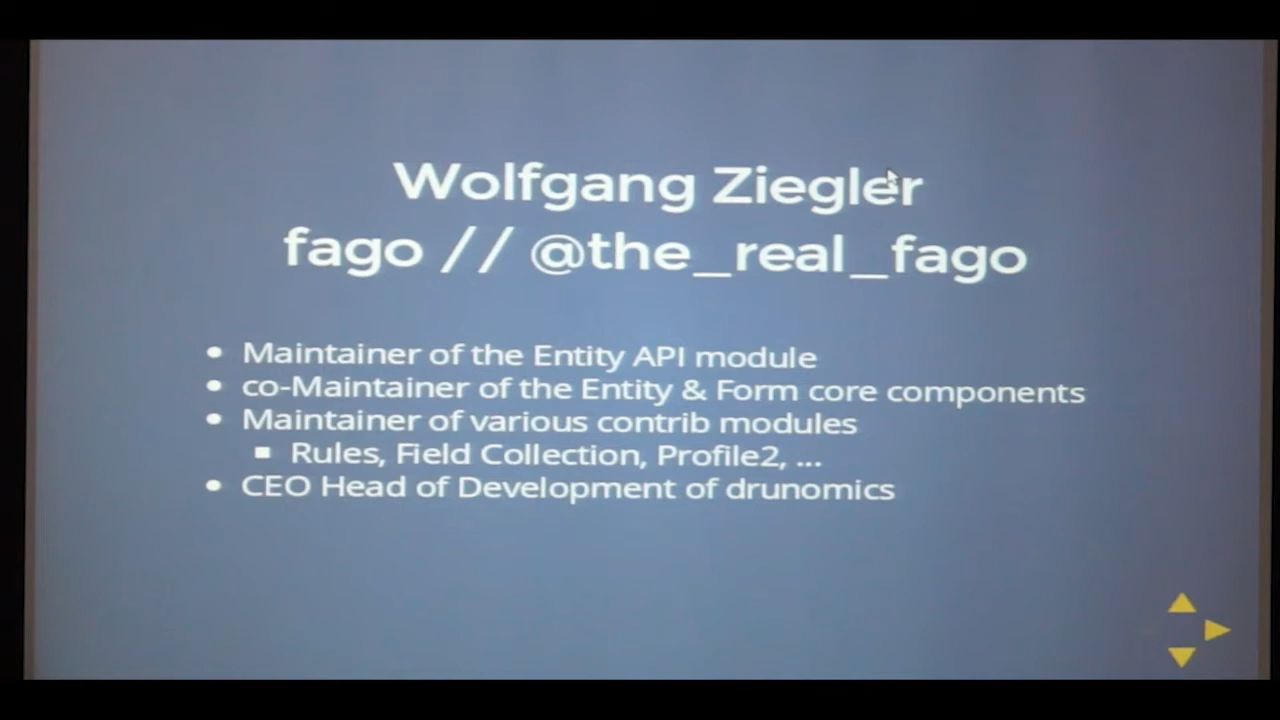 Wolfgang Ziegler
fago // @the_real_fago
Maintainer of the Entity API module
co-Maintainer of the Entity & Form core components
Maintainer of various contrib modules
Rules, Field Collection, Profile2, ...
CEO Head of Development of drunomics